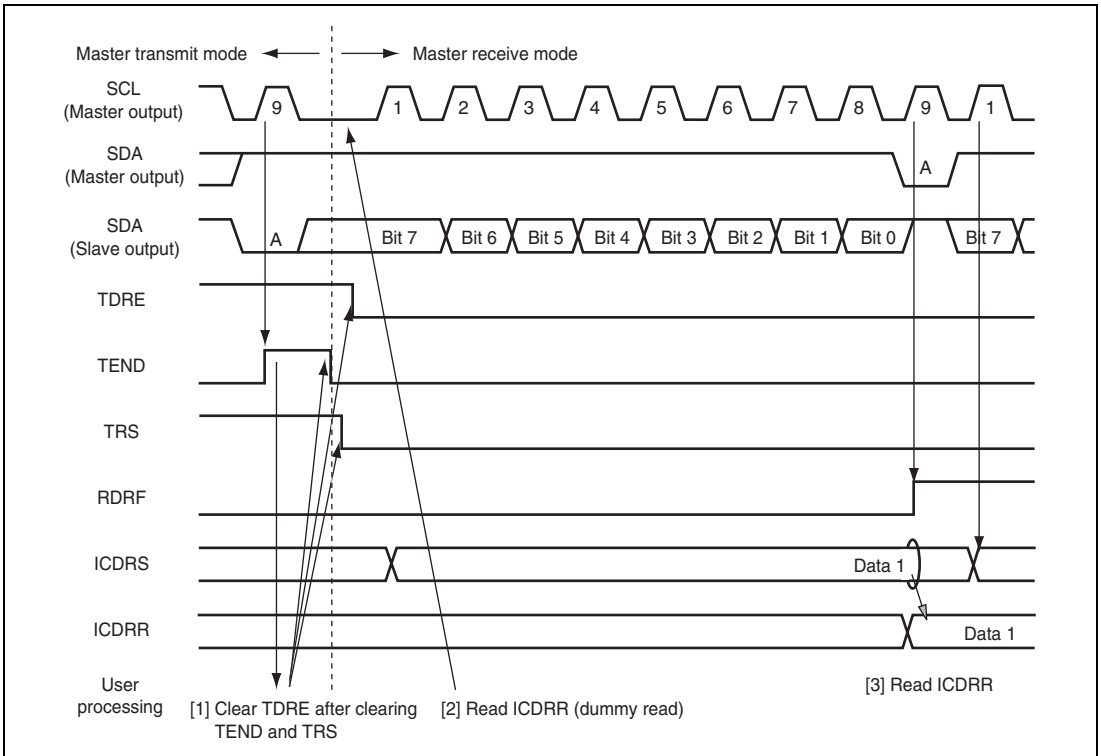 Master transmit mode Master receive mode
SCL
(Master output)
9 1 2 3 4 5 6 7 8 9 1
SDA
(Master output)
A
SDA
(Slave output)
A Bit 7 Bit 6 Bit 5 Bit 4 Bit 3 Bit 2 Bit 1 Bit 0 Bit 7
TDRE
TEND
TRS
RDRF
ICDRS
Data 1
ICDRR
Data 1
User
processing
[1] Clear TDRE after clearing
TEND and TRS
[2] Read ICDRR (dummy read)
[3] Read ICDRR